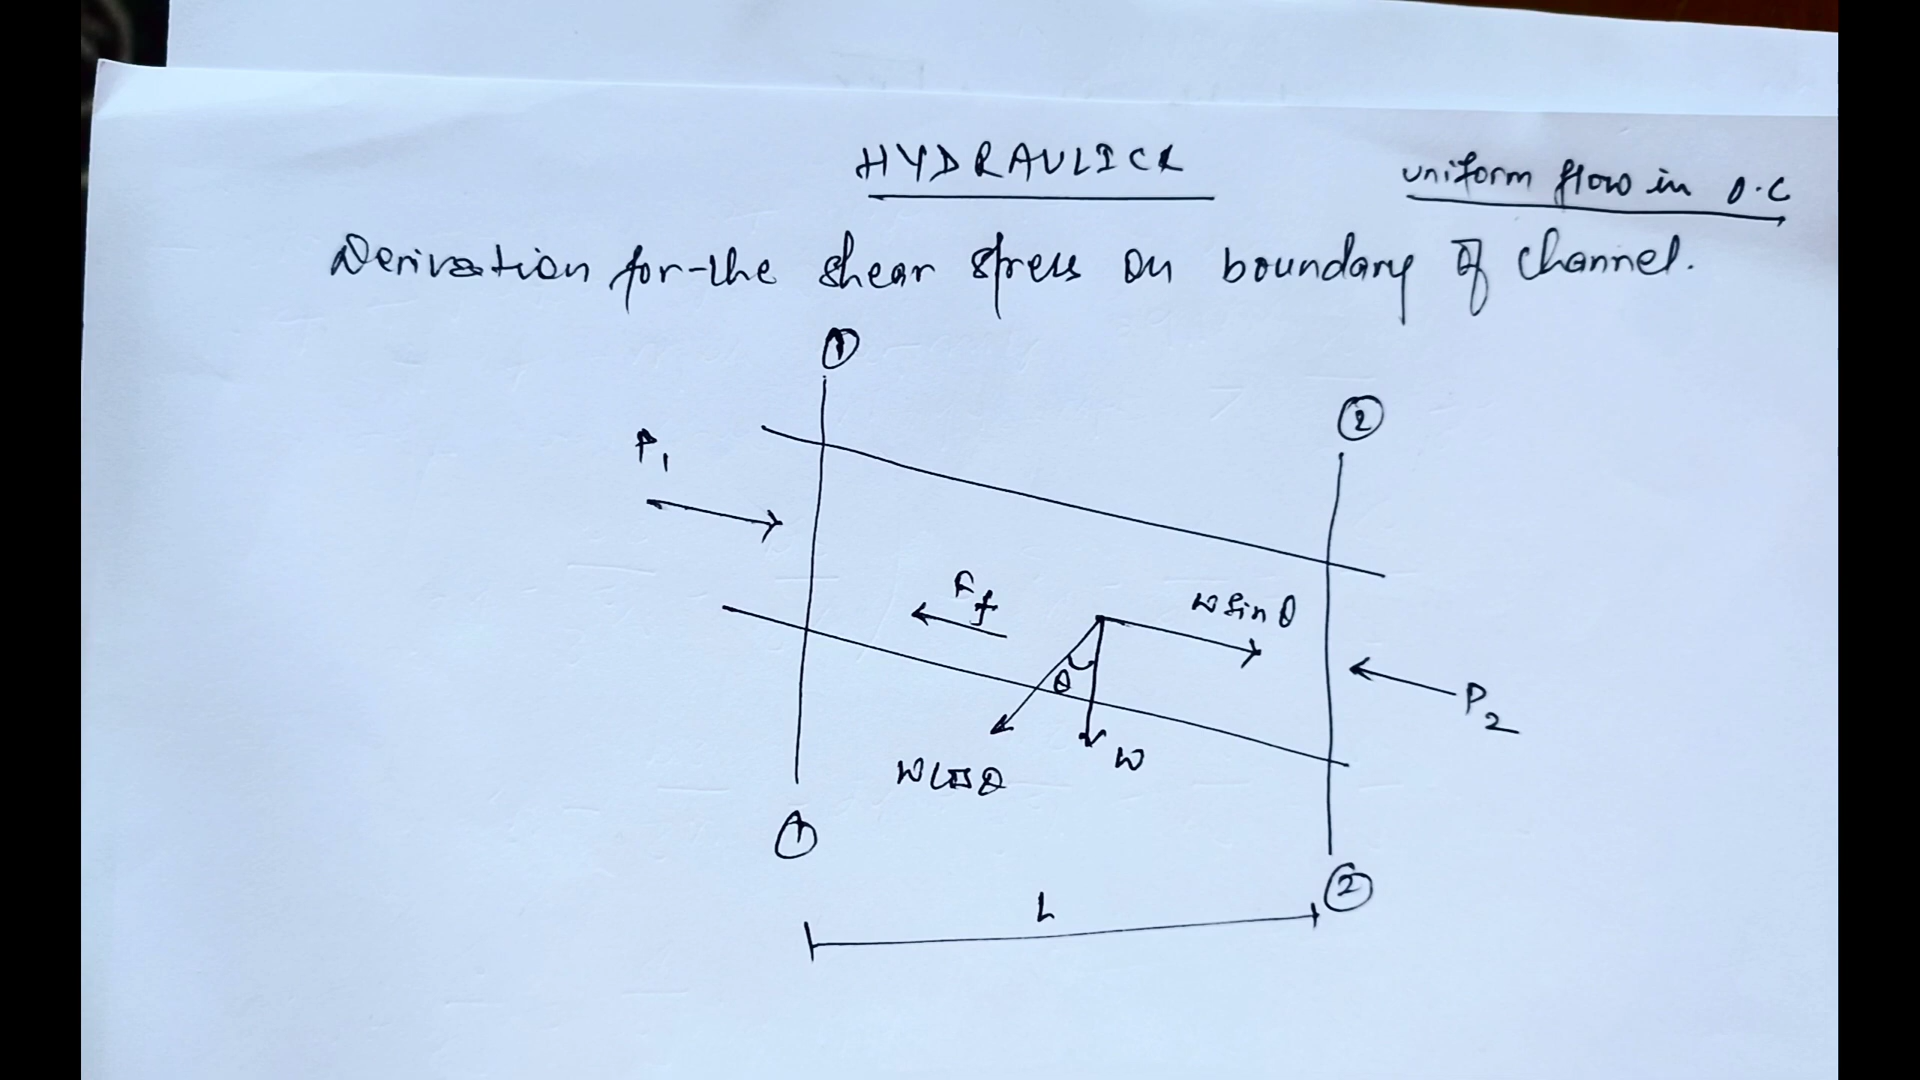 HYDRAULICS
uniform flow in O.C
Derivation for the shear stress on boundary of channel.
①
②
P₁
F_f
W sin θ
θ
P₂
W cos θ
W
①
②
L